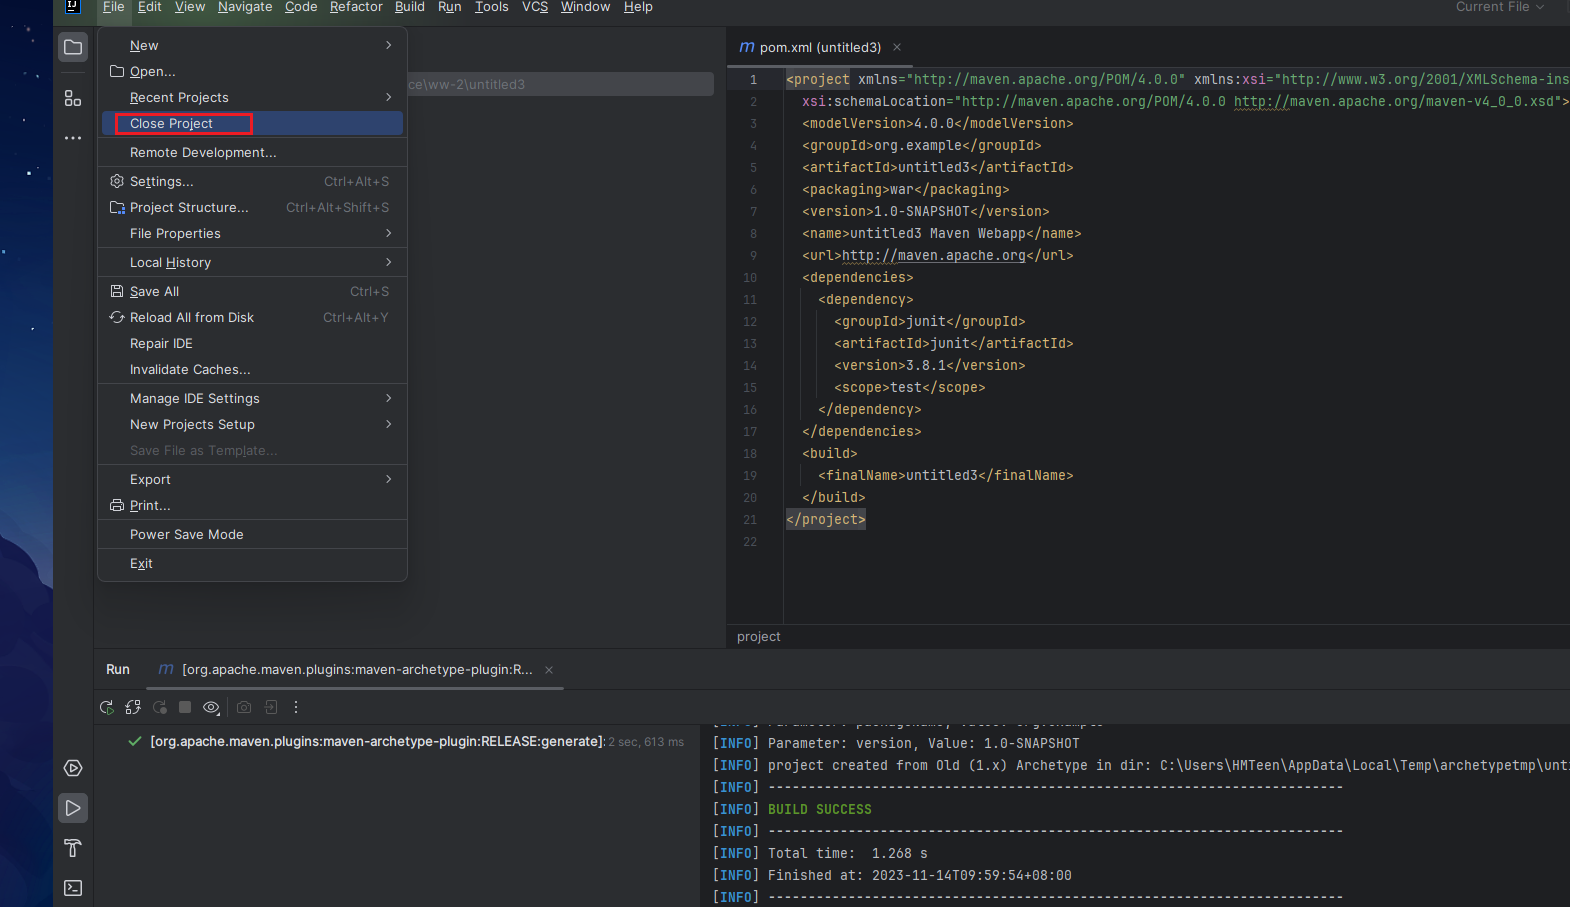 IJ
File Edit View Navigate Code Refactor Build Run Tools VCS Window Help
Current File
New
Open...
Recent Projects
Close Project
Remote Development...
Settings... Ctrl+Alt+S
Project Structure... Ctrl+Alt+Shift+S
File Properties
Local History
Save All Ctrl+S
Reload All from Disk Ctrl+Alt+Y
Repair IDE
Invalidate Caches...
Manage IDE Settings
New Projects Setup
Save File as Template...
Export
Print...
Power Save Mode
Exit
ce\ww-2\untitled3
m pom.xml (untitled3)
1 <project xmlns="http://maven.apache.org/POM/4.0.0" xmlns:xsi="http://www.w3.org/2001/XMLSchema-ins
2 xsi:schemaLocation="http://maven.apache.org/POM/4.0.0 http://maven.apache.org/maven-v4_0_0.xsd">
3 <modelVersion>4.0.0</modelVersion>
4 <groupId>org.example</groupId>
5 <artifactId>untitled3</artifactId>
6 <packaging>war</packaging>
7 <version>1.0-SNAPSHOT</version>
8 <name>untitled3 Maven Webapp</name>
9 <url>http://maven.apache.org</url>
10 <dependencies>
11 <dependency>
12 <groupId>junit</groupId>
13 <artifactId>junit</artifactId>
14 <version>3.8.1</version>
15 <scope>test</scope>
16 </dependency>
17 </dependencies>
18 <build>
19 <finalName>untitled3</finalName>
20 </build>
21 </project>
22
project
Run m [org.apache.maven.plugins:maven-archetype-plugin:R...
[org.apache.maven.plugins:maven-archetype-plugin:RELEASE:generate]: 2 sec, 613 ms
[INFO] Parameter: version, Value: 1.0-SNAPSHOT
[INFO] project created from Old (1.x) Archetype in dir: C:\Users\HMTeen\AppData\Local\Temp\archetypetmp\unt
[INFO] ------------------------------------------------------------------------
[INFO] BUILD SUCCESS
[INFO] ------------------------------------------------------------------------
[INFO] Total time:  1.268 s
[INFO] Finished at: 2023-11-14T09:59:54+08:00
[INFO] ------------------------------------------------------------------------